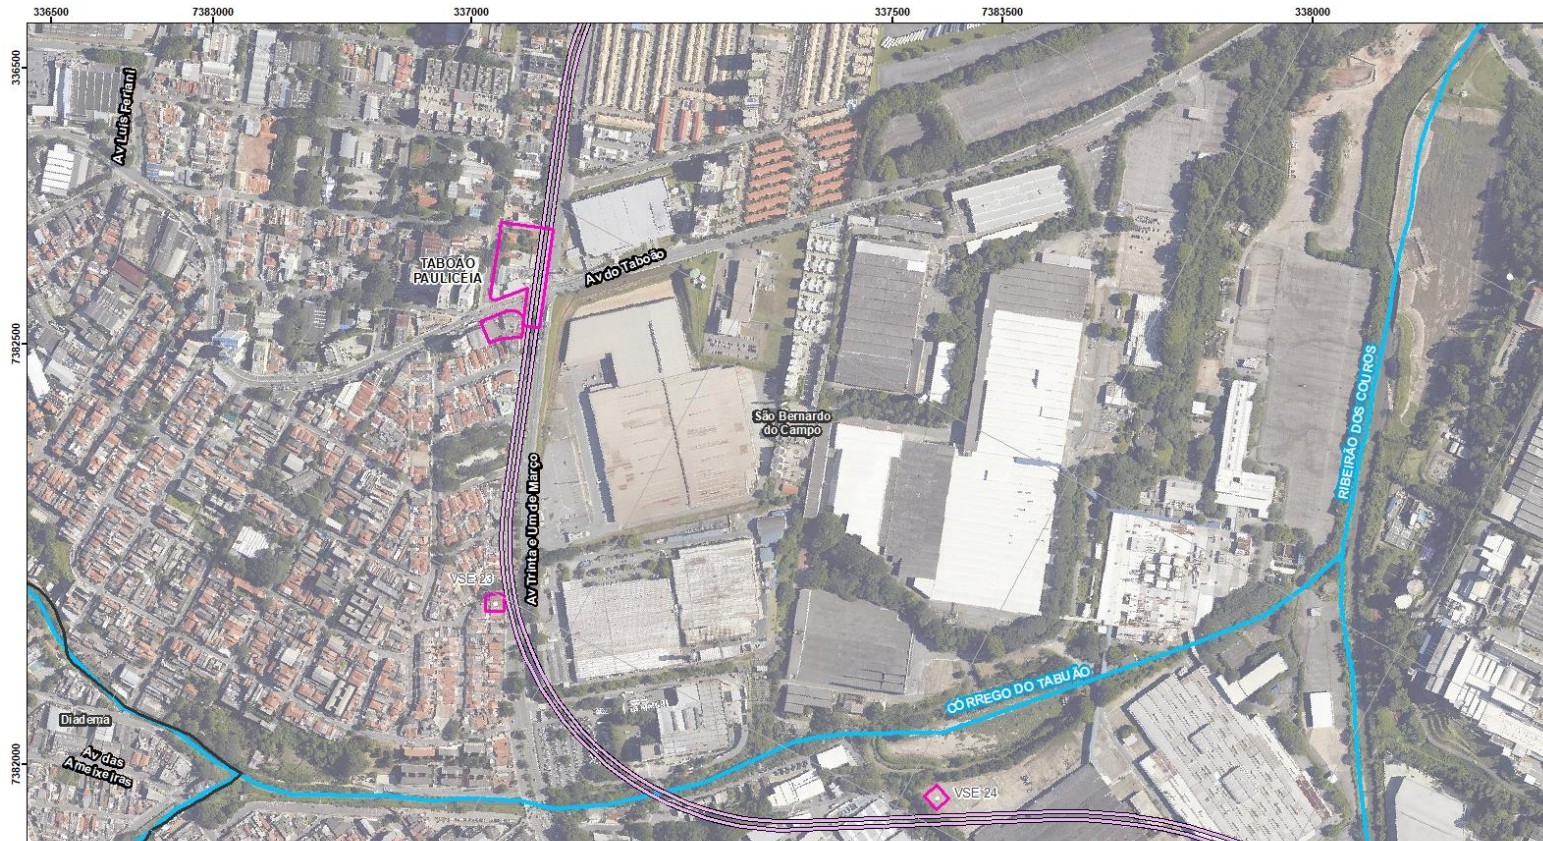 336500
7383000
337000
337500
7383500
338000
336500
Av Luís Feriani
TABOÃO
PAULICÉIA
Av do Taboão
7382500
São Bernardo
do Campo
RIBEIRÃO DOS COUROS
Av Trinta e Um de Março
VSE 23
CÓRREGO DO TABUÃO
Diadema
Av das
Ameixeiras
7382000
VSE 24